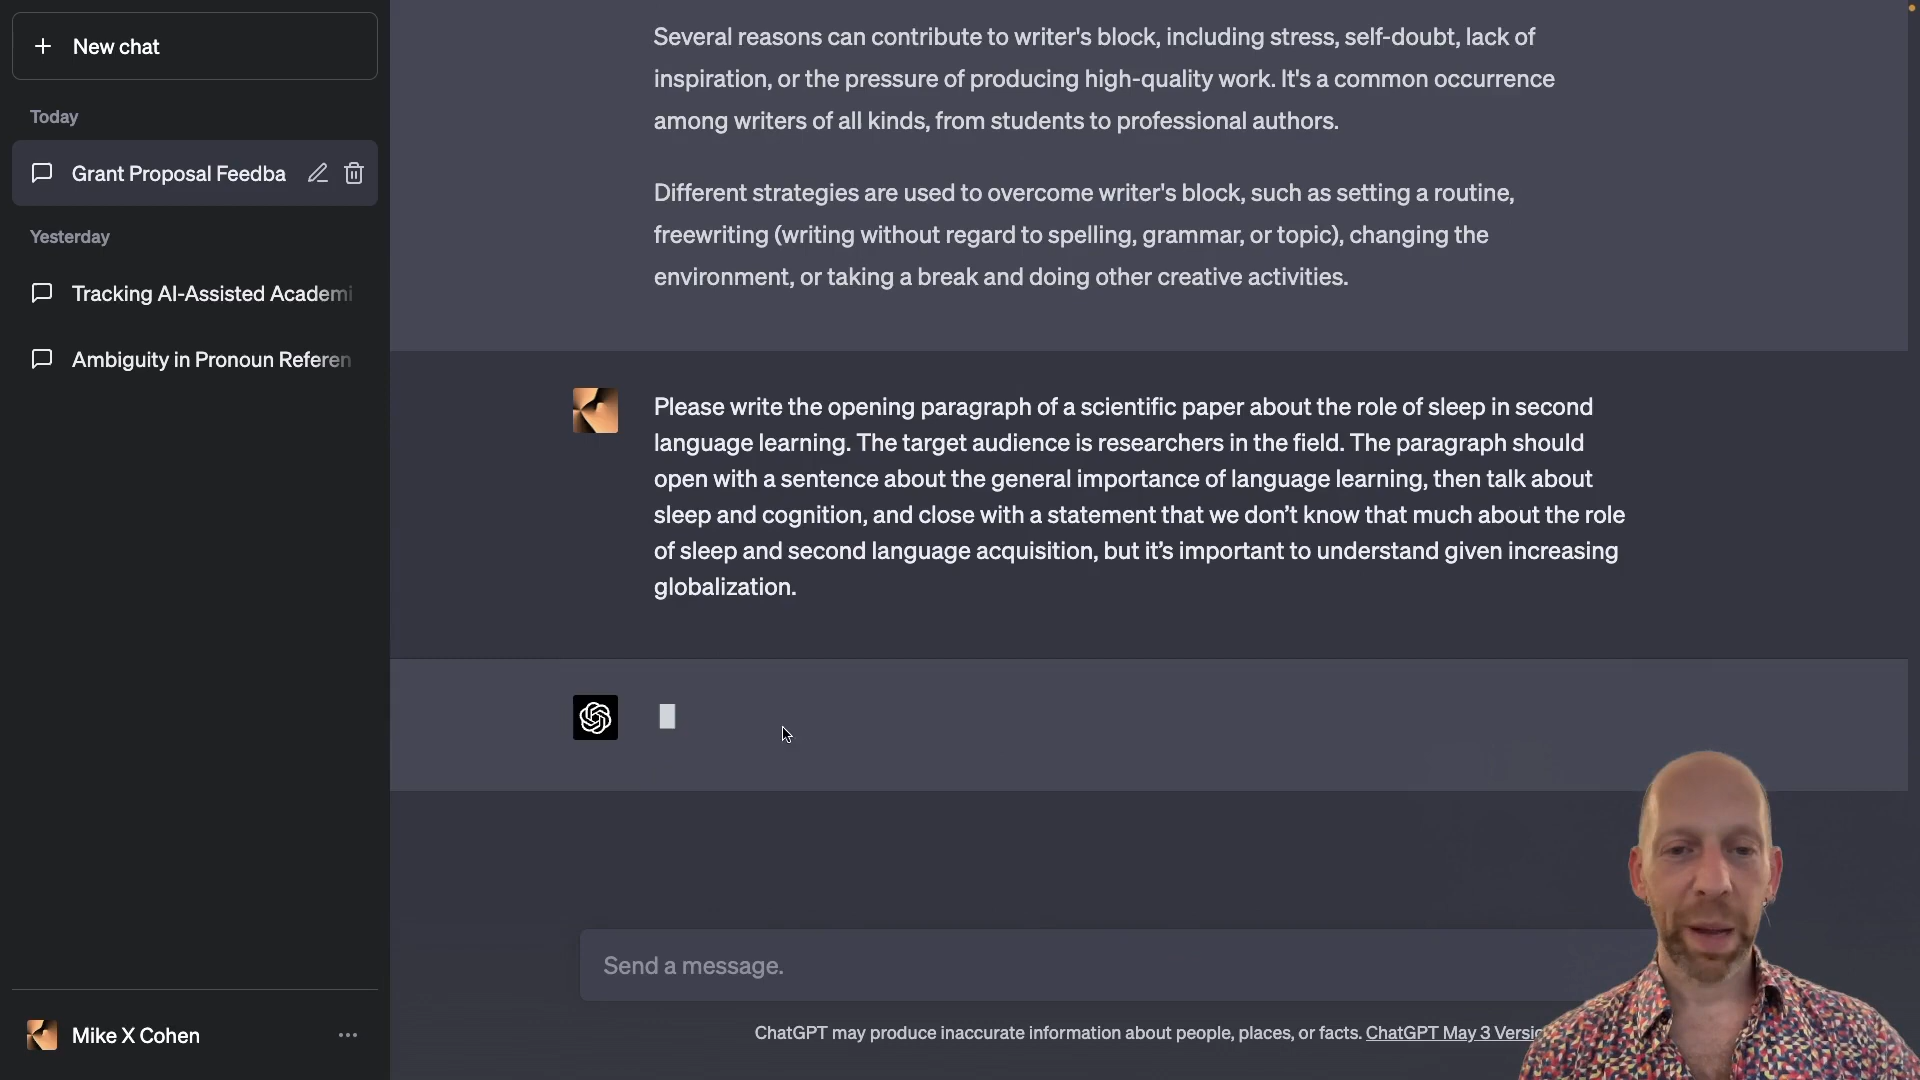 New chat
Today
Grant Proposal Feedba
Yesterday
Tracking AI-Assisted Academi
Ambiguity in Pronoun Referen
Mike X Cohen
Several reasons can contribute to writer's block, including stress, self-doubt, lack of
inspiration, or the pressure of producing high-quality work. It's a common occurrence
among writers of all kinds, from students to professional authors.
Different strategies are used to overcome writer's block, such as setting a routine,
freewriting (writing without regard to spelling, grammar, or topic), changing the
environment, or taking a break and doing other creative activities.
Please write the opening paragraph of a scientific paper about the role of sleep in second
language learning. The target audience is researchers in the field. The paragraph should
open with a sentence about the general importance of language learning, then talk about
sleep and cognition, and close with a statement that we don’t know that much about the role
of sleep and second language acquisition, but it’s important to understand given increasing
globalization.
Send a message.
ChatGPT may produce inaccurate information about people, places, or facts. ChatGPT May 3 Versi